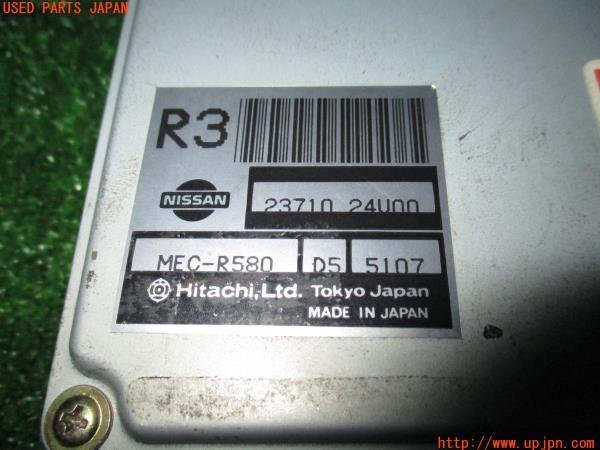 USED PARTS JAPAN
R3
NISSAN
23710 24U00
MEC-R580 D5 5107
Hitachi,Ltd. Tokyo Japan
MADE IN JAPAN
http://www.upjpn.com